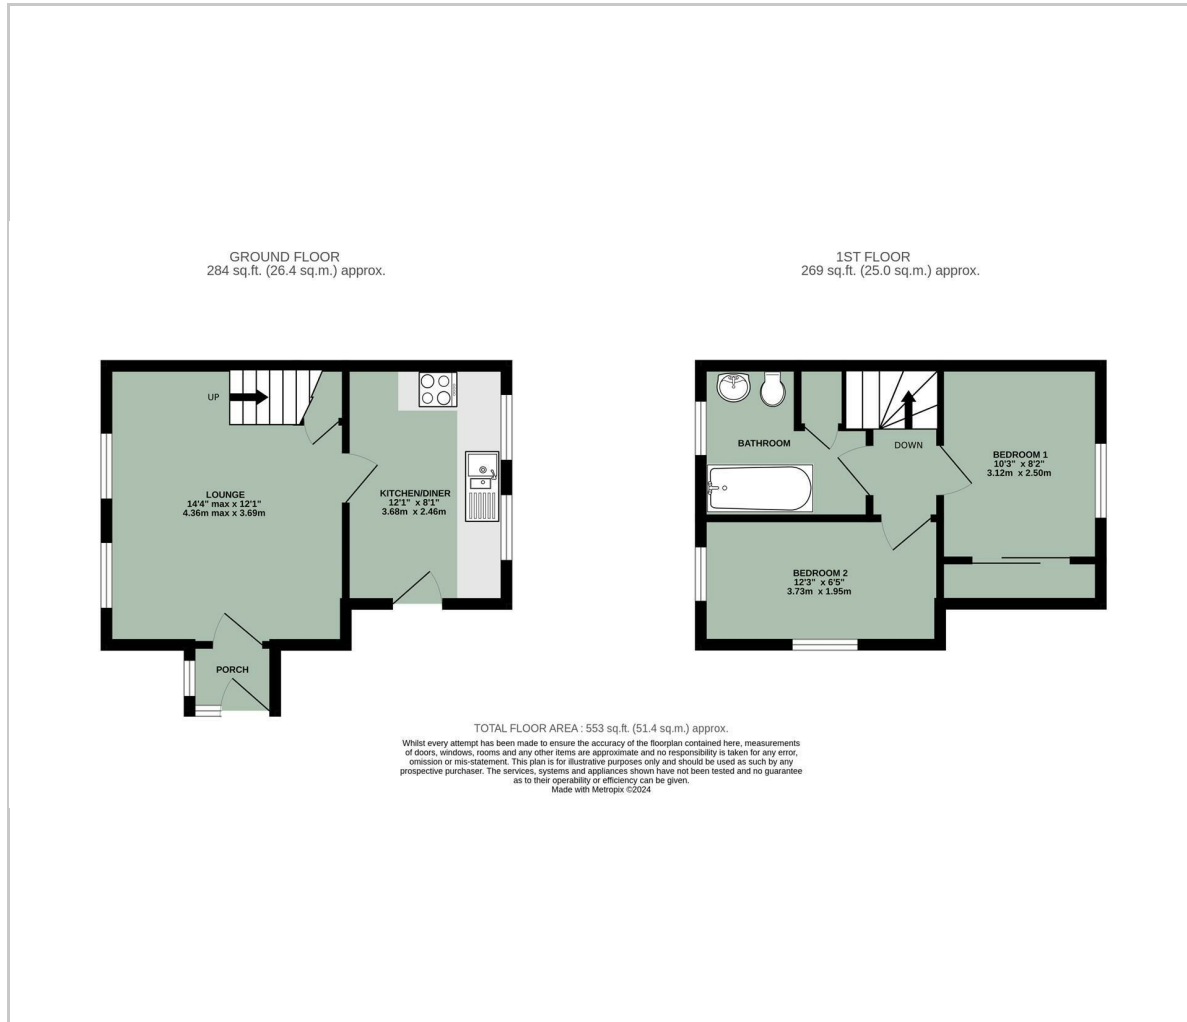 GROUND FLOOR
284 sq.ft. (26.4 sq.m.) approx.
1ST FLOOR
269 sq.ft. (25.0 sq.m.) approx.
UP
LOUNGE
14'4" max x 12'1"
4.36m max x 3.69m
KITCHEN/DINER
12'1" x 8'1"
3.68m x 2.46m
PORCH
BATHROOM
DOWN
BEDROOM 1
10'3" x 8'2"
3.12m x 2.50m
BEDROOM 2
12'3" x 6'5"
3.73m x 1.95m
TOTAL FLOOR AREA : 553 sq.ft. (51.4 sq.m.) approx.
Whilst every attempt has been made to ensure the accuracy of the floorplan contained here, measurements
of doors, windows, rooms and any other items are approximate and no responsibility is taken for any error,
omission or mis-statement. This plan is for illustrative purposes only and should be used as such by any
prospective purchaser. The services, systems and appliances shown have not been tested and no guarantee
as to their operability or efficiency can be given.
Made with Metropix ©2024